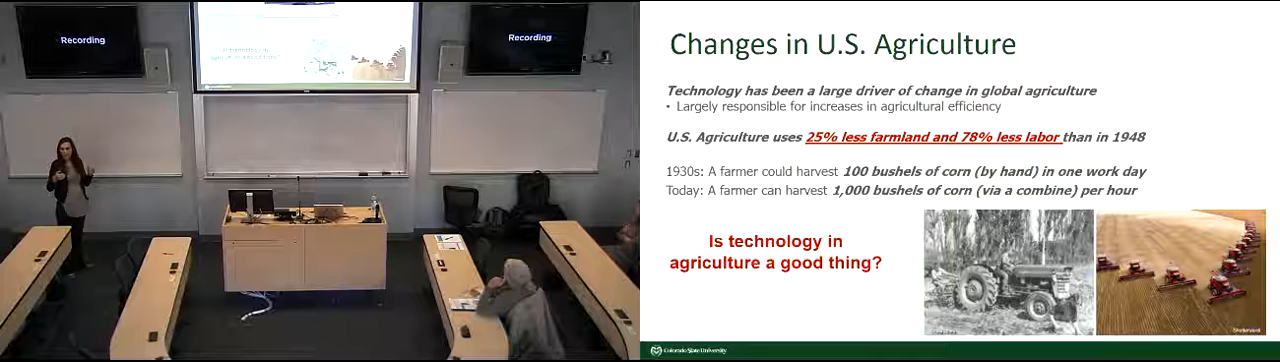 Recording
Recording
Changes in U.S. Agriculture
Technology has been a large driver of change in global agriculture
• Largely responsible for increases in agricultural efficiency
U.S. Agriculture uses 25% less farmland and 78% less labor than in 1948
1930s: A farmer could harvest 100 bushels of corn (by hand) in one work day
Today: A farmer can harvest 1,000 bushels of corn (via a combine) per hour
Is technology in
agriculture a good thing?
Shutterstock
Colorado State University